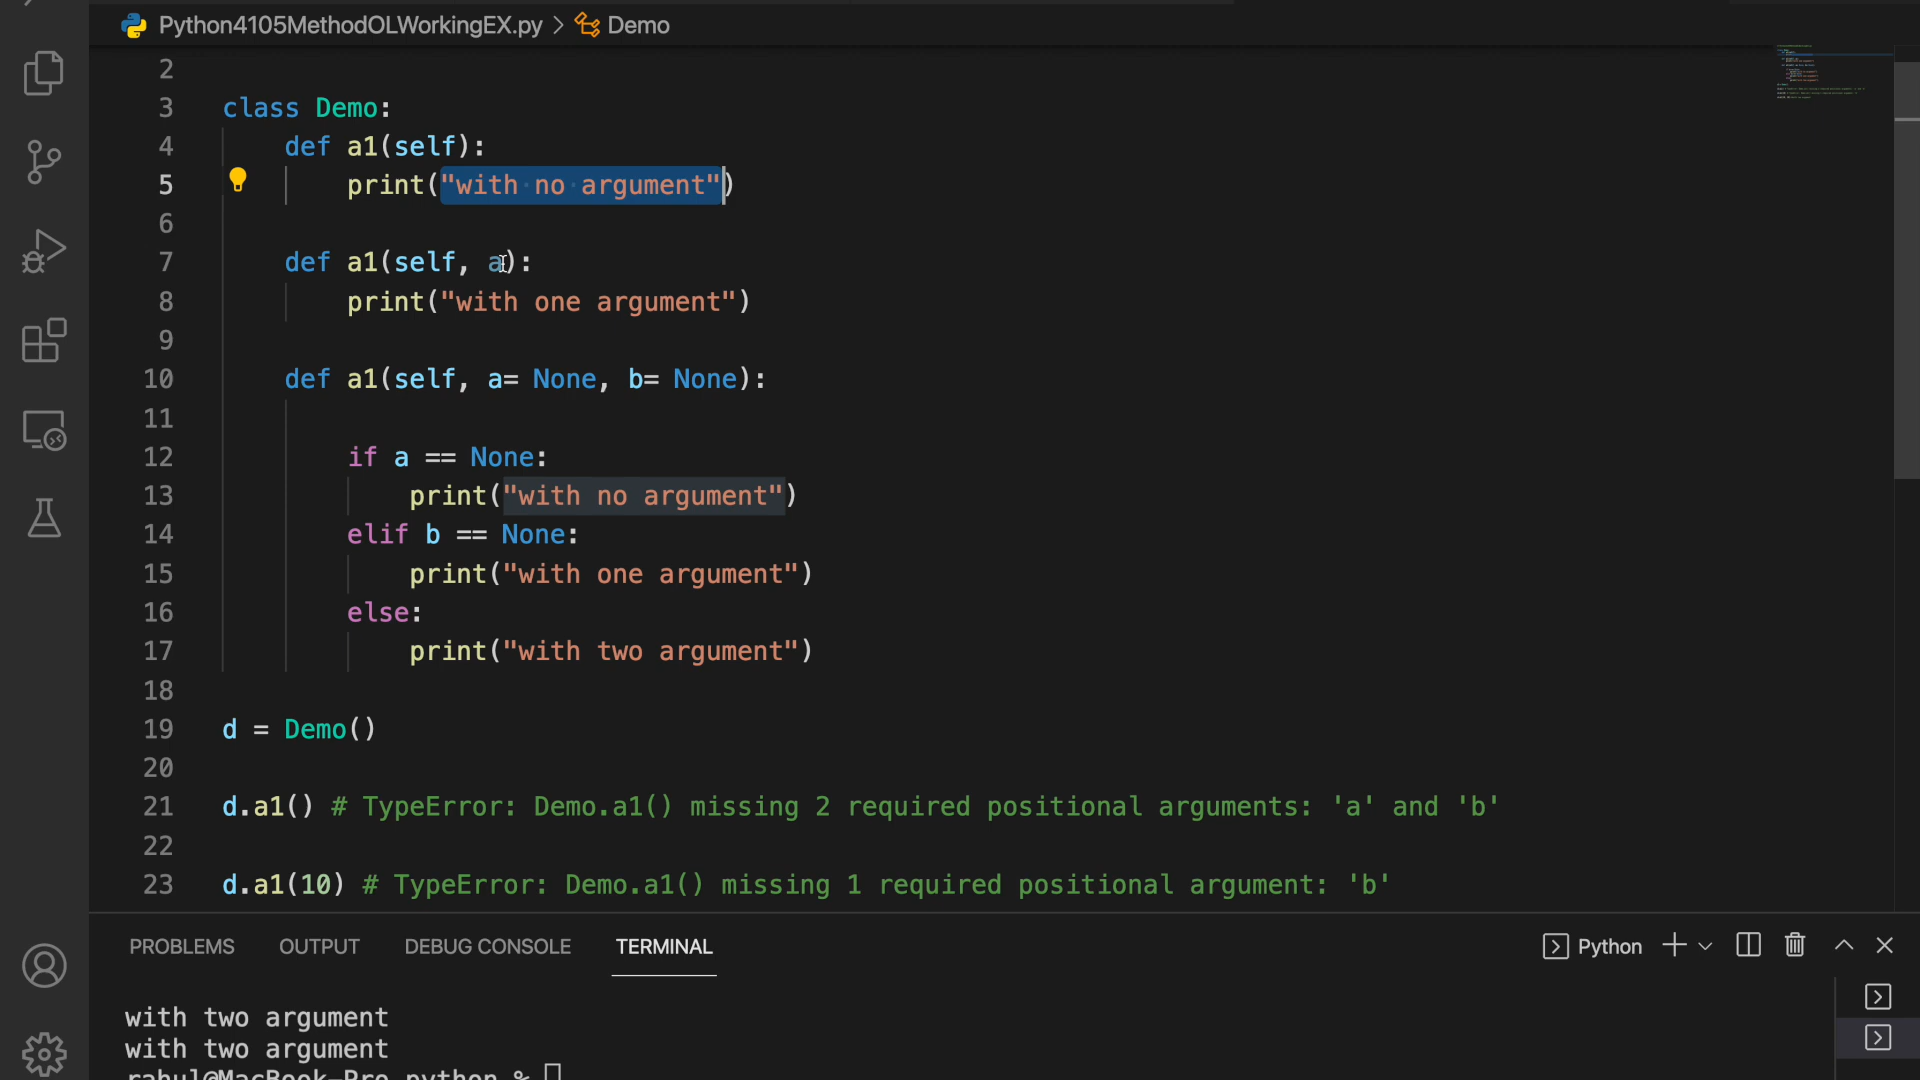 Python4105MethodOLWorkingEX.py > Demo
2
3 class Demo:
4 def a1(self):
5 print("with no argument")
6
7 def a1(self, a):
8 print("with one argument")
9
10 def a1(self, a= None, b= None):
11
12 if a == None:
13 print("with no argument")
14 elif b == None:
15 print("with one argument")
16 else:
17 print("with two argument")
18
19 d = Demo()
20
21 d.a1() # TypeError: Demo.a1() missing 2 required positional arguments: 'a' and 'b'
22
23 d.a1(10) # TypeError: Demo.a1() missing 1 required positional argument: 'b'
PROBLEMS OUTPUT DEBUG CONSOLE TERMINAL Python
with two argument
with two argument
rahul@MacBook-Pro python %